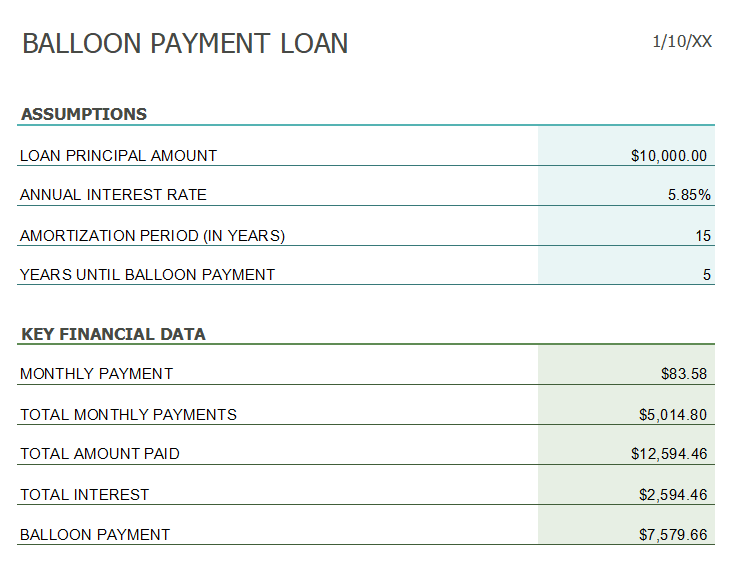 BALLOON PAYMENT LOAN 1/10/XX
ASSUMPTIONS
LOAN PRINCIPAL AMOUNT $10,000.00
ANNUAL INTEREST RATE 5.85%
AMORTIZATION PERIOD (IN YEARS) 15
YEARS UNTIL BALLOON PAYMENT 5
KEY FINANCIAL DATA
MONTHLY PAYMENT $83.58
TOTAL MONTHLY PAYMENTS $5,014.80
TOTAL AMOUNT PAID $12,594.46
TOTAL INTEREST $2,594.46
BALLOON PAYMENT $7,579.66